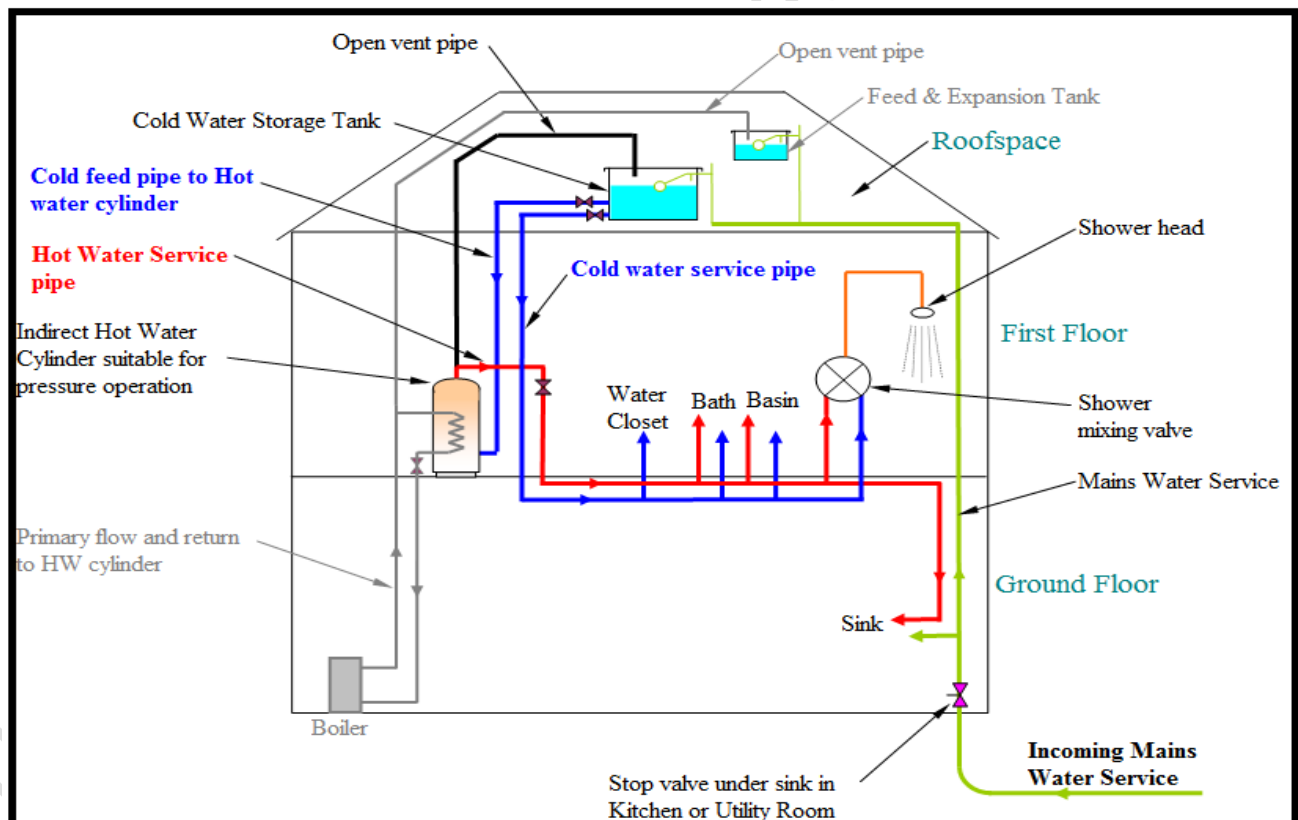 Open vent pipe
Open vent pipe
Feed & Expansion Tank
Cold Water Storage Tank
Roofspace
Cold feed pipe to Hot
water cylinder
Shower head
Hot Water Service
pipe
Cold water service pipe
Indirect Hot Water
Cylinder suitable for
pressure operation
First Floor
Water
Closet
Bath
Basin
Shower
mixing valve
Mains Water Service
Primary flow and return
to HW cylinder
Ground Floor
Sink
Boiler
Incoming Mains
Water Service
Stop valve under sink in
Kitchen or Utility Room